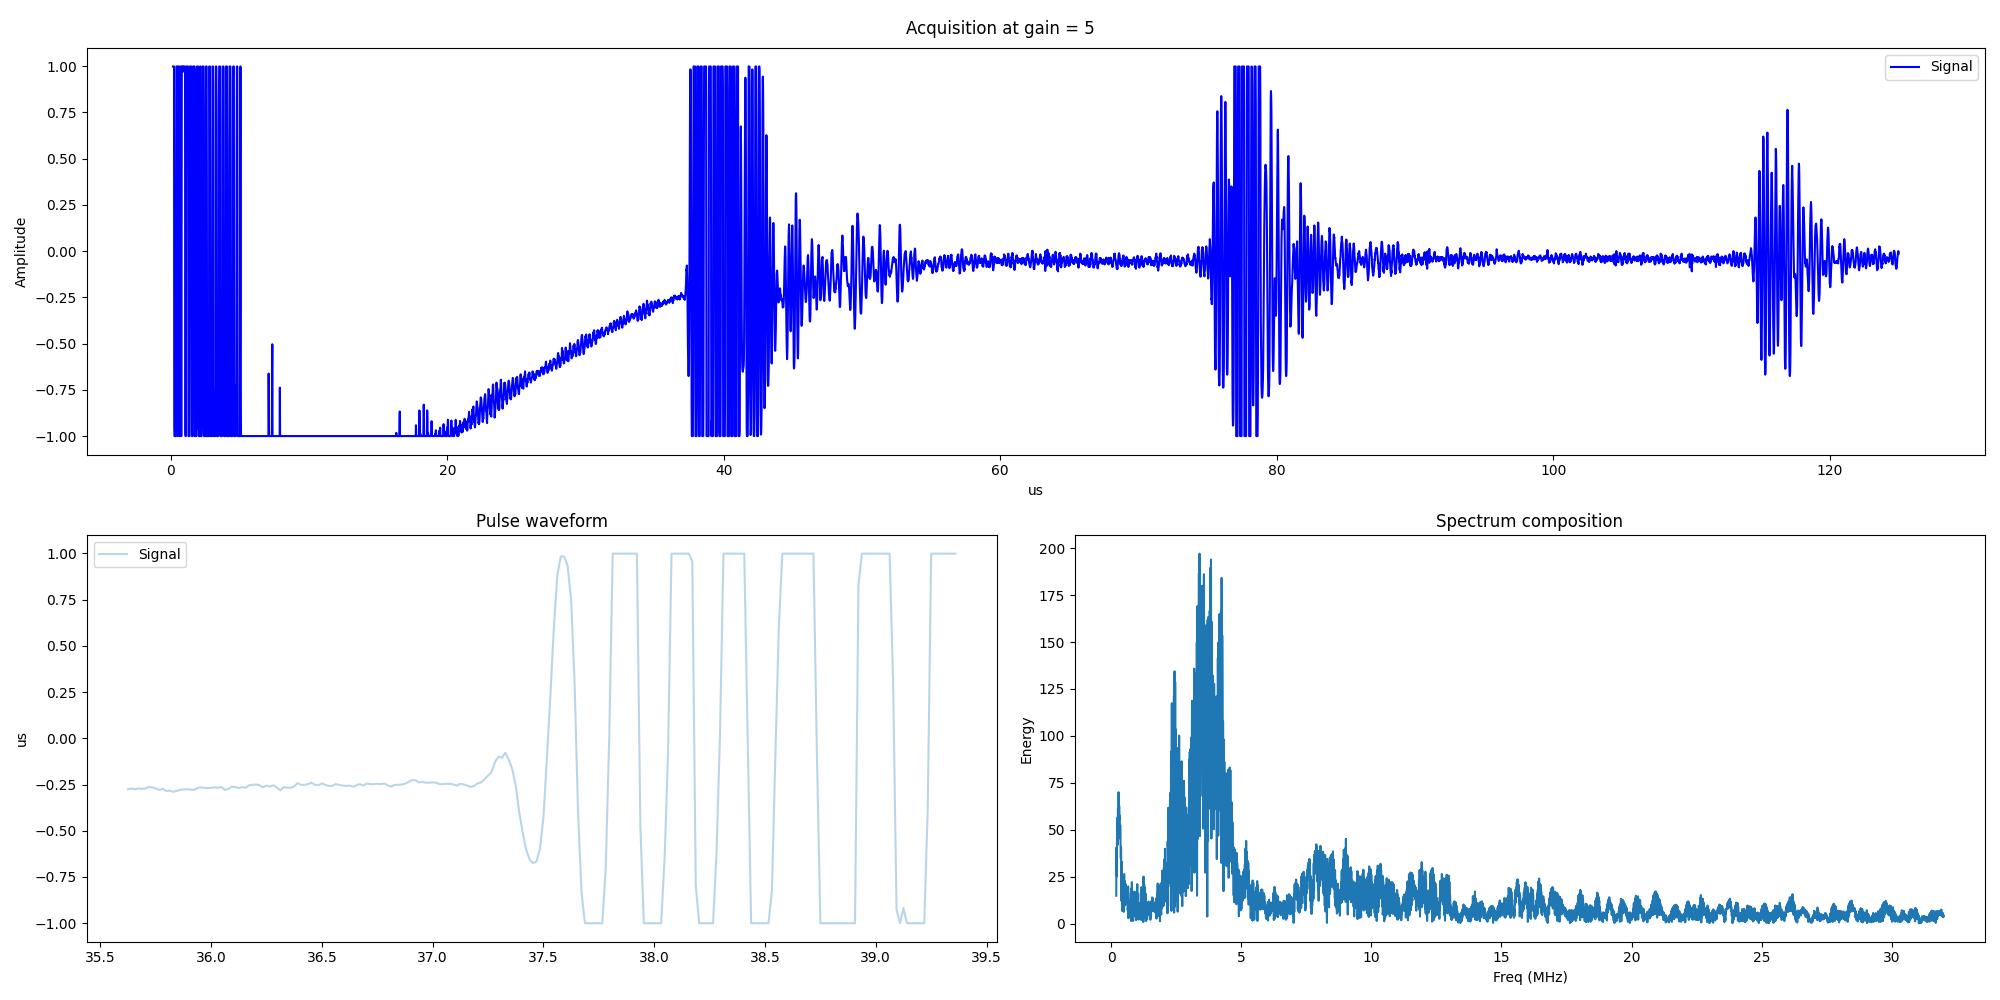 Acquisition at gain = 5
Signal
Amplitude
1.00
0.75
0.50
0.25
0.00
−0.25
−0.50
−0.75
−1.00
0 20 40 60 80 100 120
us
Pulse waveform
Signal
us
1.00
0.75
0.50
0.25
0.00
−0.25
−0.50
−0.75
−1.00
35.5 36.0 36.5 37.0 37.5 38.0 38.5 39.0 39.5
Spectrum composition
Energy
200
175
150
125
100
75
50
25
0
0 5 10 15 20 25 30
Freq (MHz)